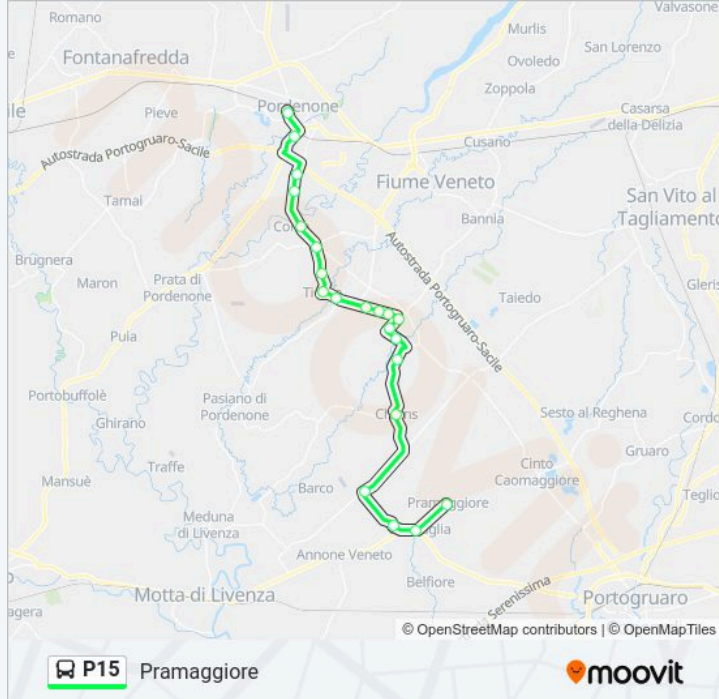 Romano
Valvasone
Murlis
San Lorenzo
Fontanafredda
Ovoledo
Zoppola
Pieve
Pordenone
Casarsa
della Delizia
Cusano
Autostrada Portogruaro-Sacile
Fiume Veneto
San Vito al
Tagliamento
Tamai
Bannia
Brugnera
Maron
Prata di
Pordenone
Autostrada Portogruaro-Sacile
Taiedo
Gleris
Pula
Portobuffolè
Pasiano di
Pordenone
Ghirano
Sesto al Reghena
Cordo
Gruaro
Traffe
Cinto
Caomaggiore
Mansuè
Barco
Pramaggiore
Teglio
Meduna
di Livenza
Annone Veneto
Belfiore
Motta di Livenza
Serenissima
Portogruaro
© OpenStreetMap contributors | © OpenMapTiles
P15 Pramaggiore
moovit